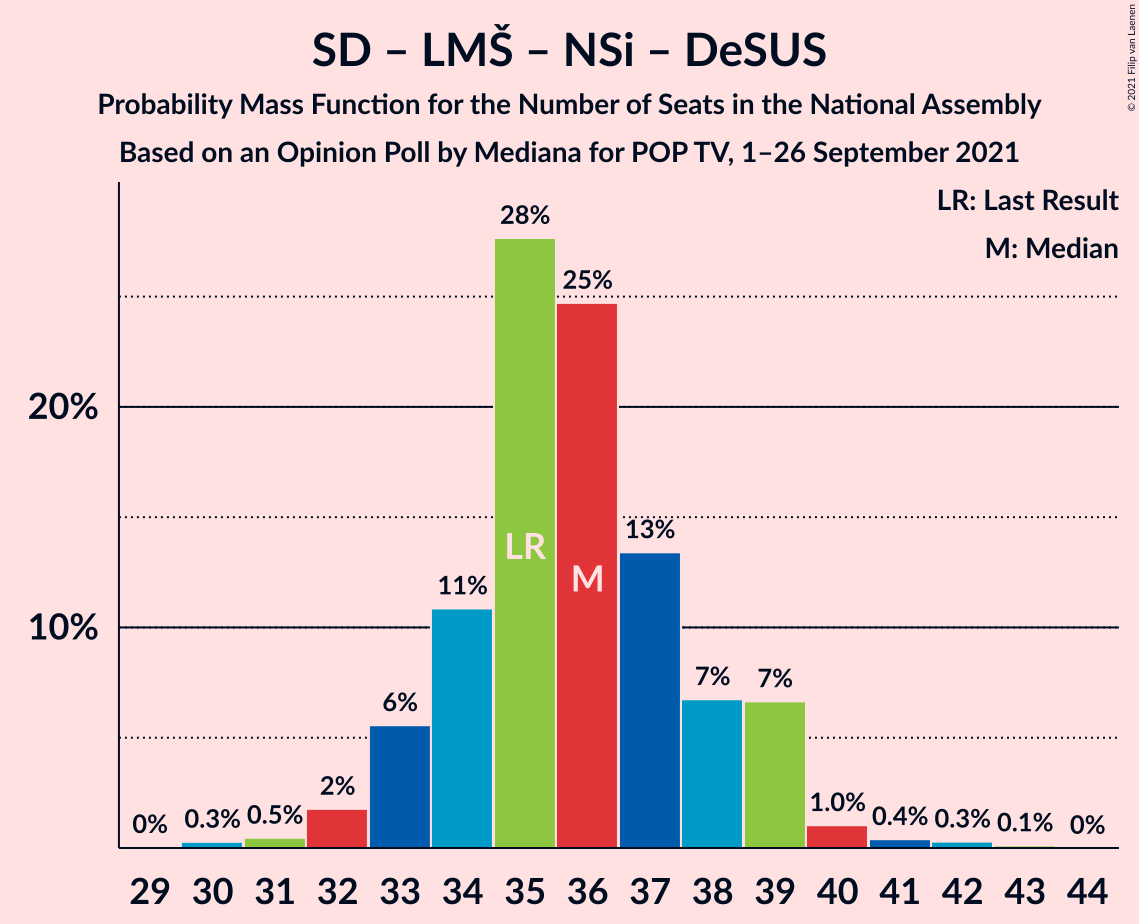 SD – LMŠ – NSi – DeSUS
Probability Mass Function for the Number of Seats in the National Assembly
Based on an Opinion Poll by Mediana for POP TV, 1–26 September 2021
© 2021 Filip van Laenen
LR: Last Result
M: Median
20%
10%
0%
0.3%
0.5%
2%
6%
11%
28%
25%
13%
7%
7%
1.0%
0.4%
0.3%
0.1%
0%
LR
M
29 30 31 32 33 34 35 36 37 38 39 40 41 42 43 44